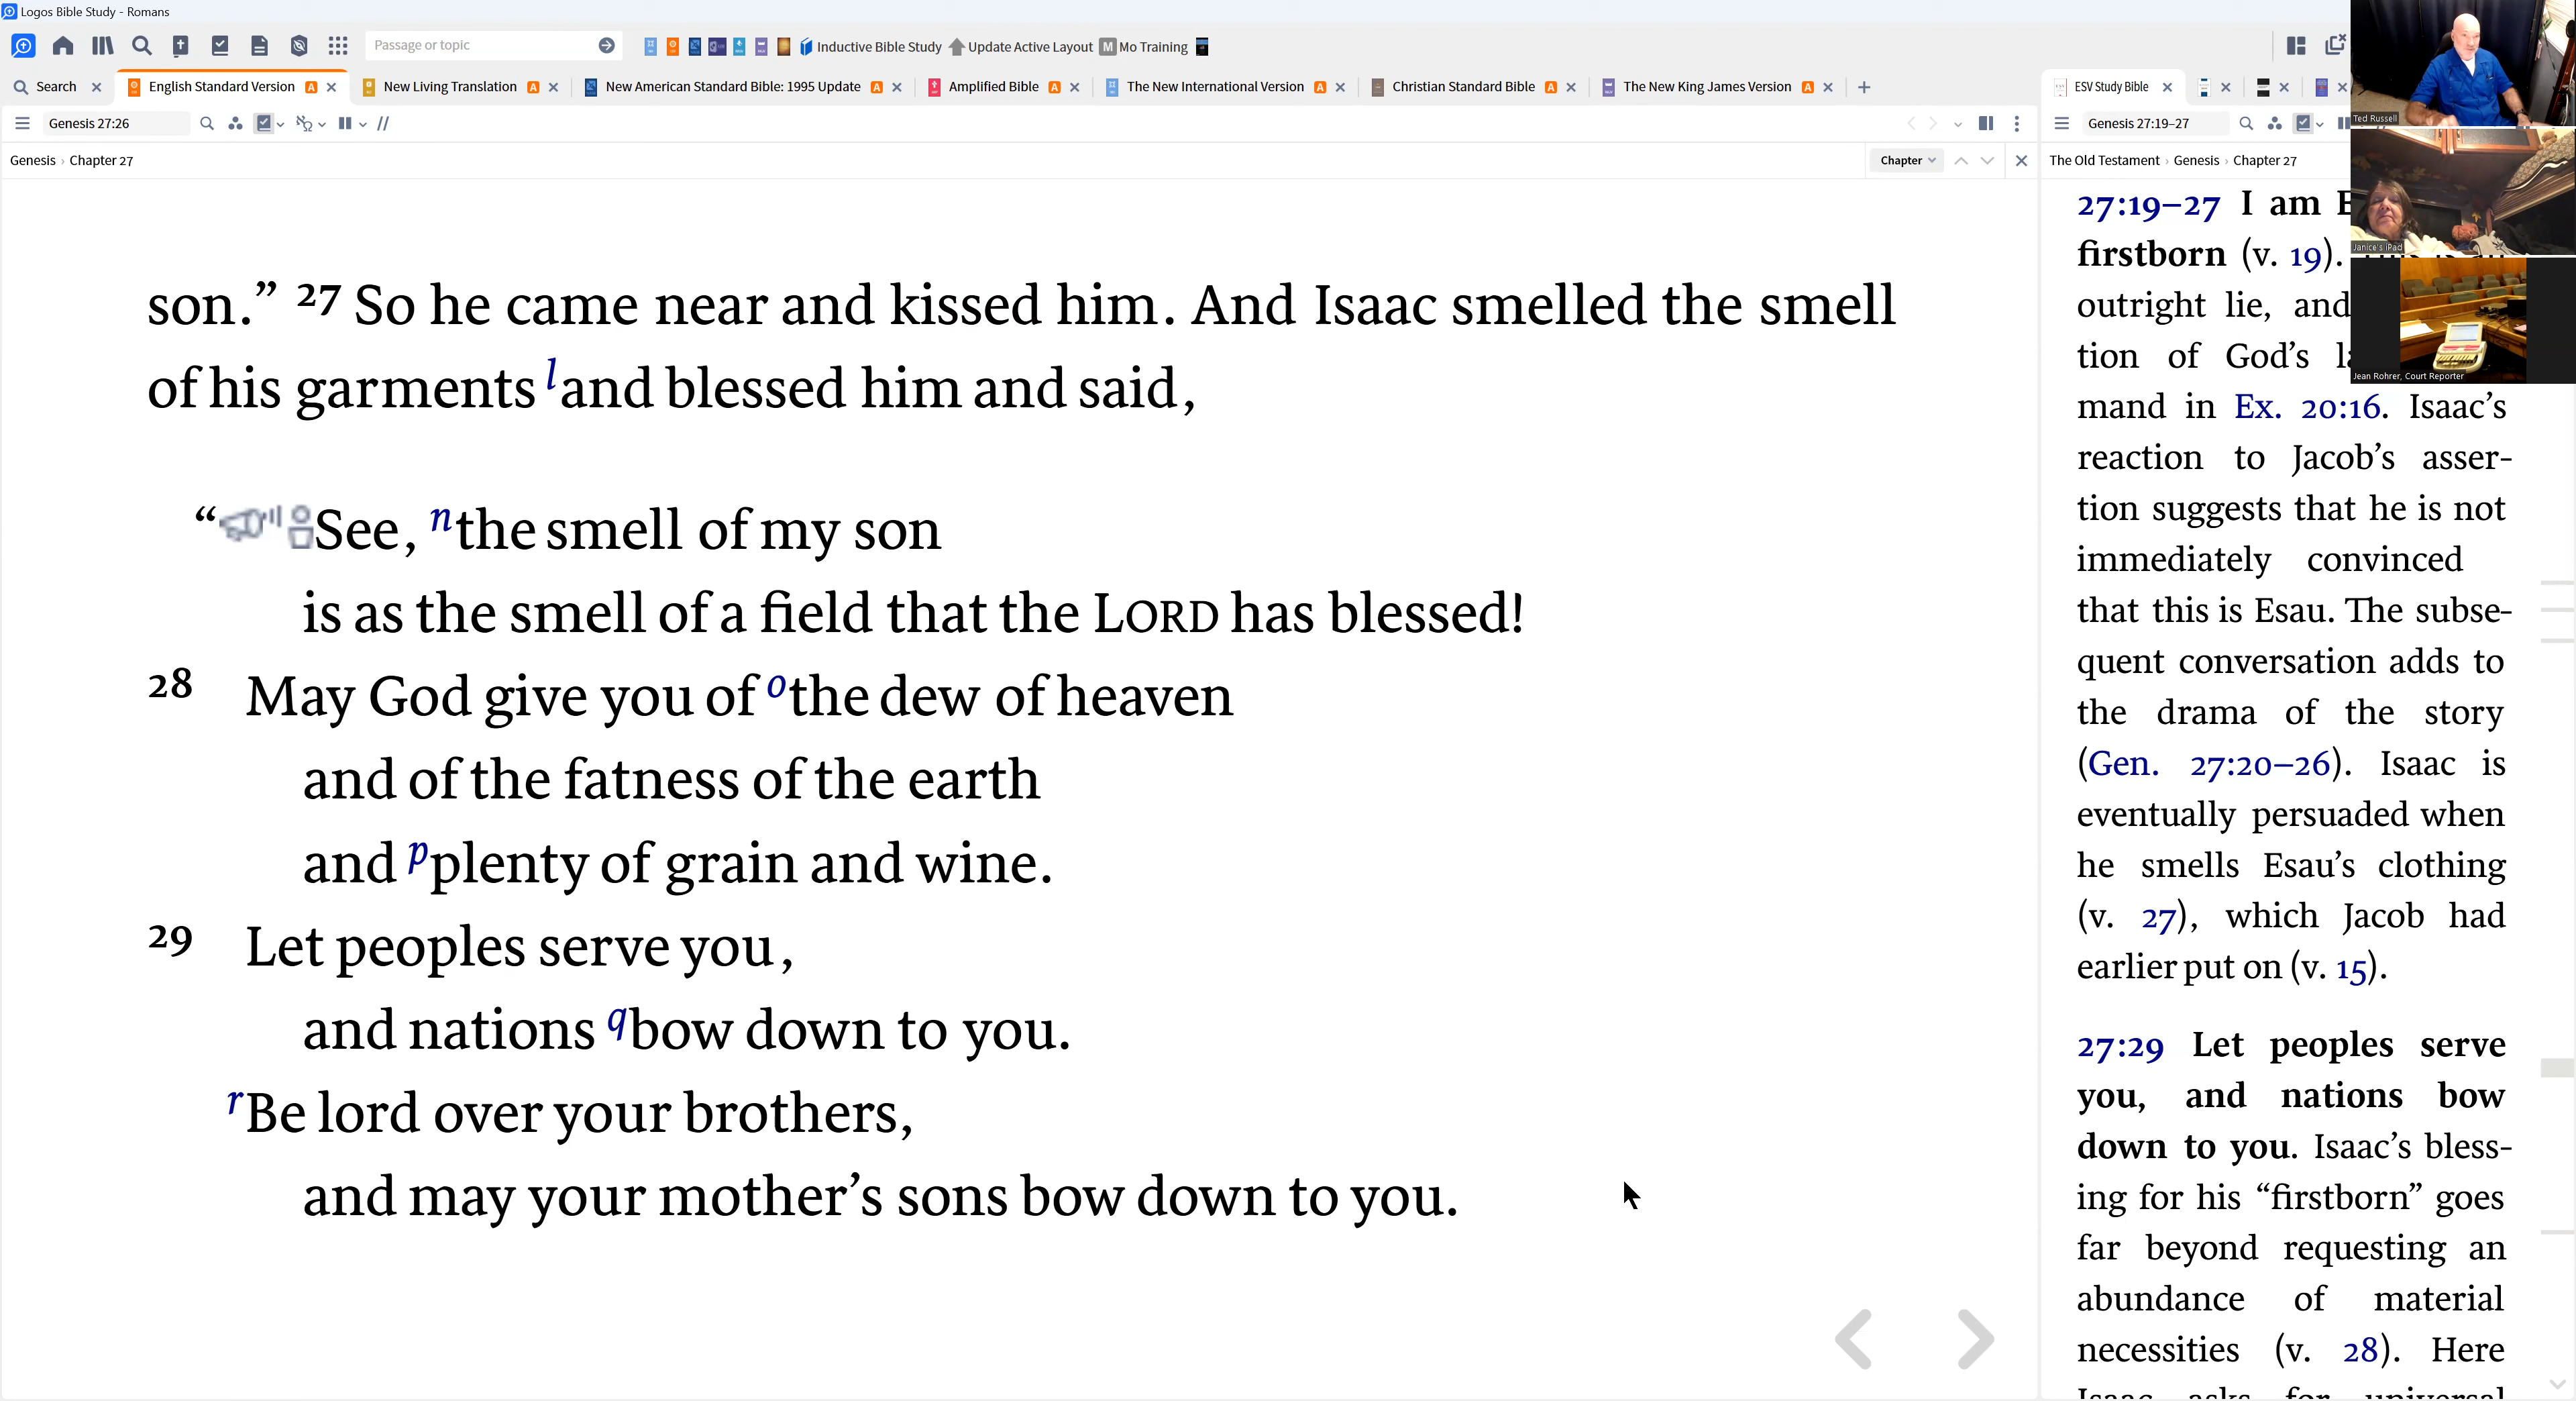 Logos Bible Study - Romans
Passage or topic
Inductive Bible Study Update Active Layout M Mo Training
Search English Standard Version A New Living Translation A New American Standard Bible: 1995 Update A Amplified Bible A The New International Version A Christian Standard Bible A The New King James Version A
Genesis 27:26
Genesis › Chapter 27
Chapter
son.” 27 So he came near and kissed him. And Isaac smelled the smell
of his garments l and blessed him and said,
“See, n the smell of my son
is as the smell of a field that the LORD has blessed!
28 May God give you of o the dew of heaven
and of the fatness of the earth
and p plenty of grain and wine.
29 Let peoples serve you,
and nations q bow down to you.
r Be lord over your brothers,
and may your mother’s sons bow down to you.
ESV Study Bible
Genesis 27:19–27
The Old Testament › Genesis › Chapter 27
27:19–27 I am
firstborn (v. 19).
outright lie, and
tion of God’s
mand in Ex. 20:16. Isaac’s
reaction to Jacob’s asser-
tion suggests that he is not
immediately convinced
that this is Esau. The subse-
quent conversation adds to
the drama of the story
(Gen. 27:20–26). Isaac is
eventually persuaded when
he smells Esau’s clothing
(v. 27), which Jacob had
earlier put on (v. 15).
27:29 Let peoples serve
you, and nations bow
down to you. Isaac’s bless-
ing for his “firstborn” goes
far beyond requesting an
abundance of material
necessities (v. 28). Here
Isaac asks for universal
Ted Russell
Janice's iPad
Jean Rohrer, Court Reporter